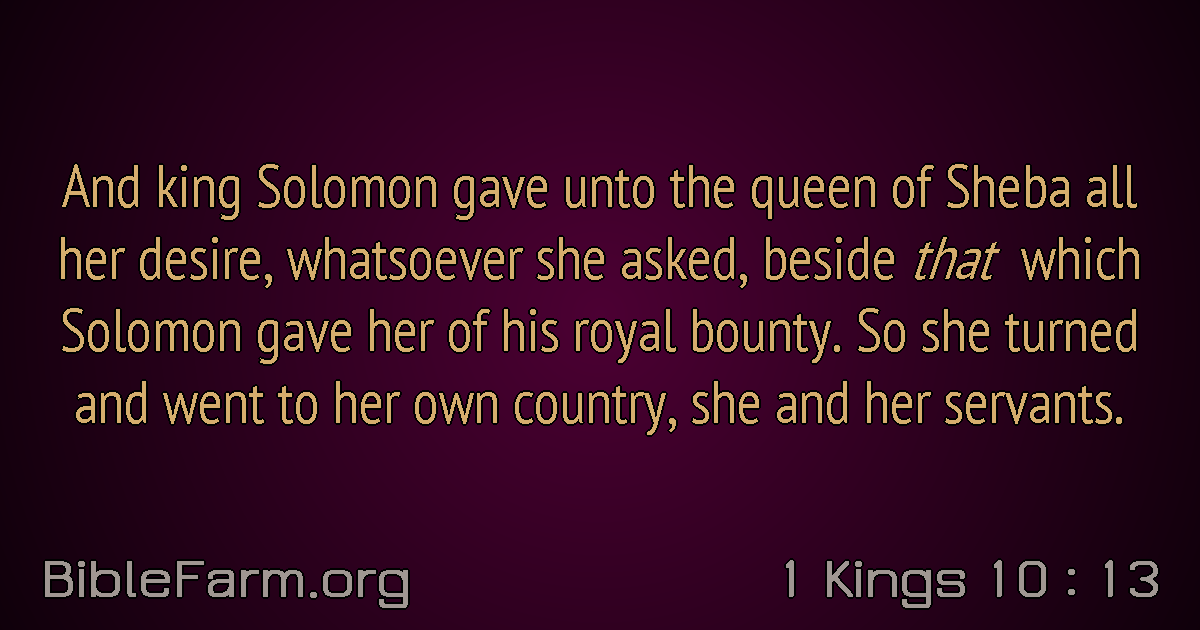 And king Solomon gave unto the queen of Sheba all
her desire, whatsoever she asked, beside that which
Solomon gave her of his royal bounty. So she turned
and went to her own country, she and her servants.
BibleFarm.org
1 Kings 10 : 13